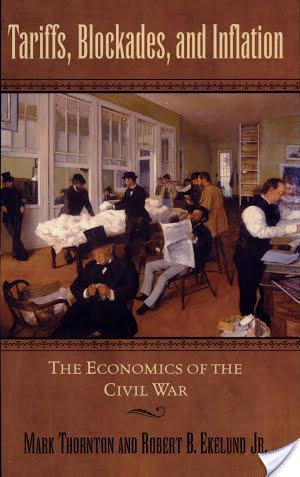 Tariffs, Blockades, and Inflation
THE ECONOMICS OF THE
CIVIL WAR
MARK THORNTON AND ROBERT B. EKELUND JR.